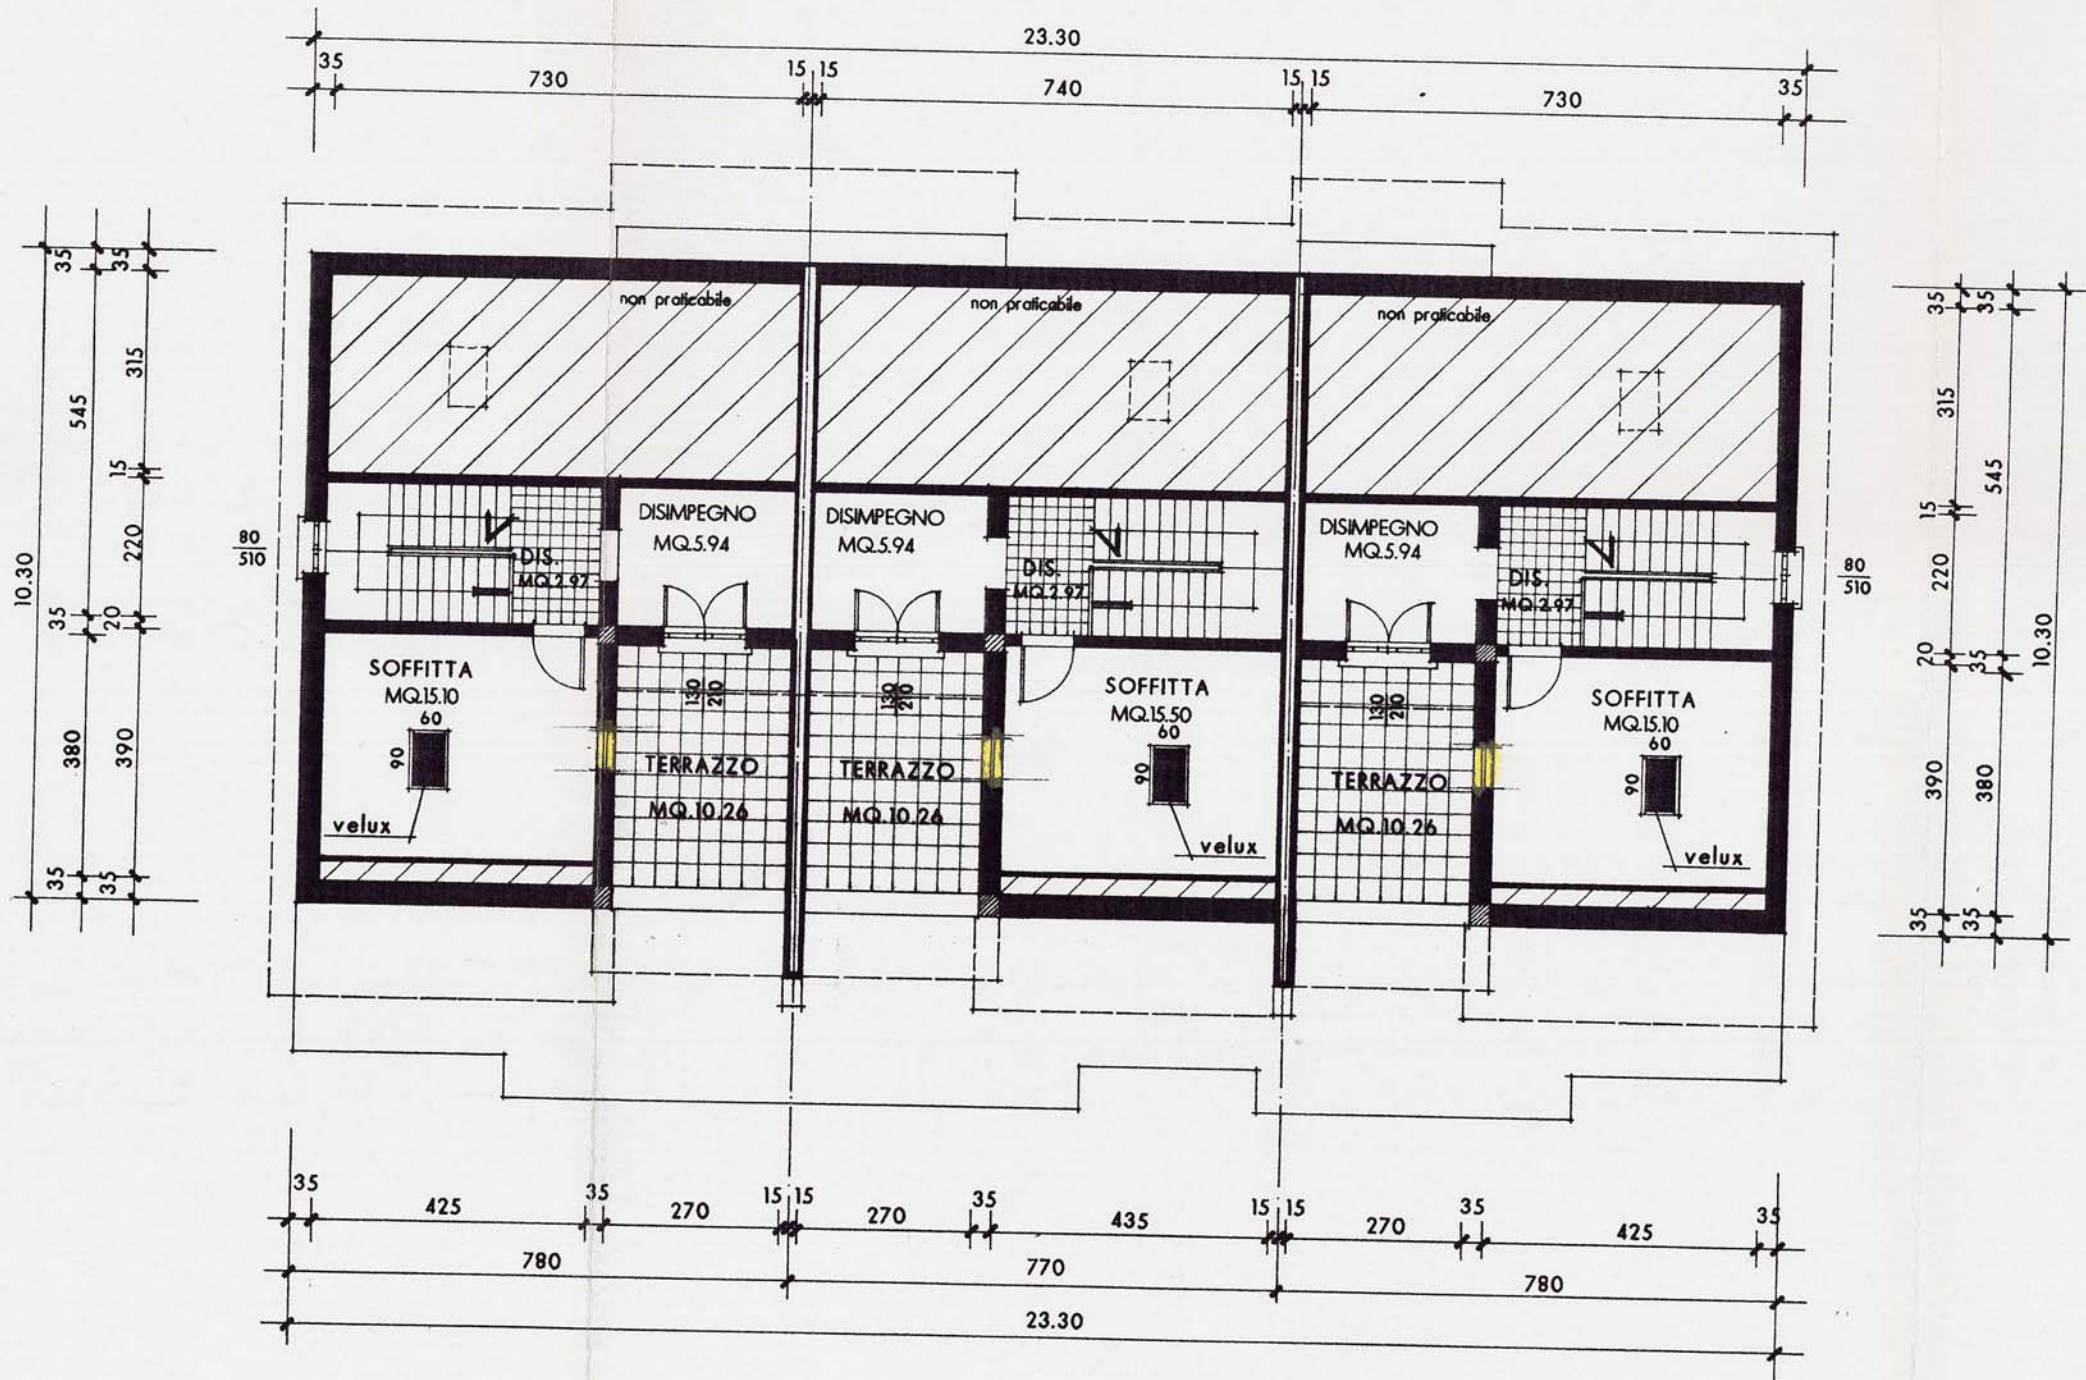 23.30
35 730 15 15 740 15 15 730 35
non praticabile
non praticabile
non praticabile
35 35
315
545
15
220
10.30
35 20
380 390
35 35
35 35
315
545
15
220
10.30
20 35
390 380
35 35
80
510
80
510
DISIMPEGNO
MQ.5.94
DISIMPEGNO
MQ.5.94
DISIMPEGNO
MQ.5.94
DIS.
MQ.2.97
DIS.
MQ.2.97
DIS.
MQ.2.97
SOFFITTA
MQ.15.10
60
90
velux
130
210
TERRAZZO
MQ.10.26
130
210
TERRAZZO
MQ.10.26
SOFFITTA
MQ.15.50
60
90
velux
130
210
TERRAZZO
MQ.10.26
SOFFITTA
MQ.15.10
60
90
velux
35 425 35 270 15 15 270 35 435 15 15 270 35 425 35
780 770 780
23.30